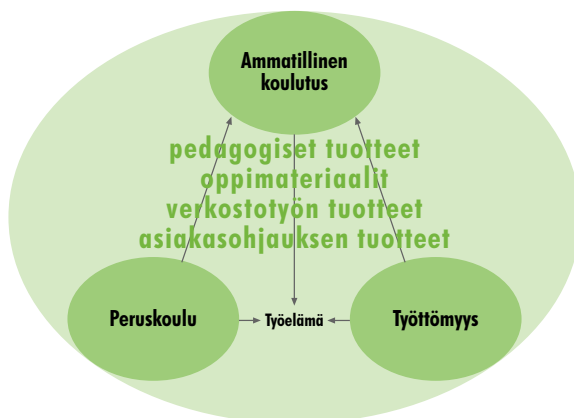 Ammatillinen
koulutus
pedagogiset tuotteet
oppimateriaalit
verkostotyön tuotteet
asiakasohjauksen tuotteet
Peruskoulu
Työelämä
Työttömyys